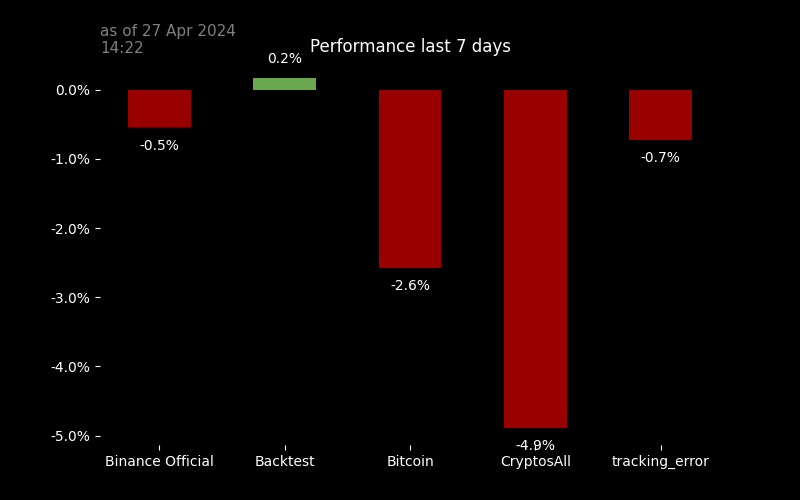 as of 27 Apr 2024
14:22
Performance last 7 days
0.2%
0.0%
-0.5%
-1.0%
-0.7%
-2.0%
-2.6%
-3.0%
-4.0%
-5.0%
-4.9%
Binance Official
Backtest
Bitcoin
CryptosAll
tracking_error